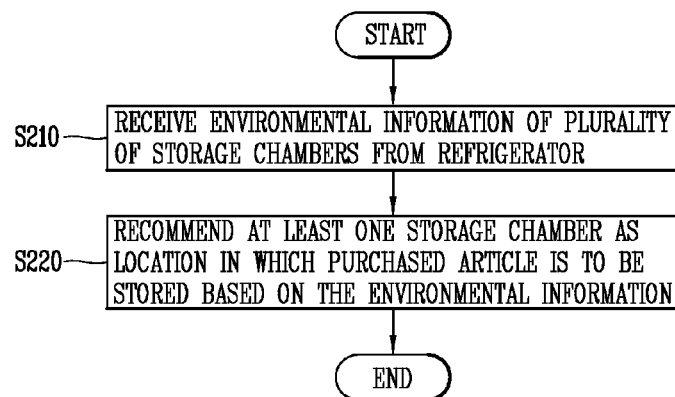 START
S210
RECEIVE ENVIRONMENTAL INFORMATION OF PLURALITY
OF STORAGE CHAMBERS FROM REFRIGERATOR
S220
RECOMMEND AT LEAST ONE STORAGE CHAMBER AS
LOCATION IN WHICH PURCHASED ARTICLE IS TO BE
STORED BASED ON THE ENVIRONMENTAL INFORMATION
END